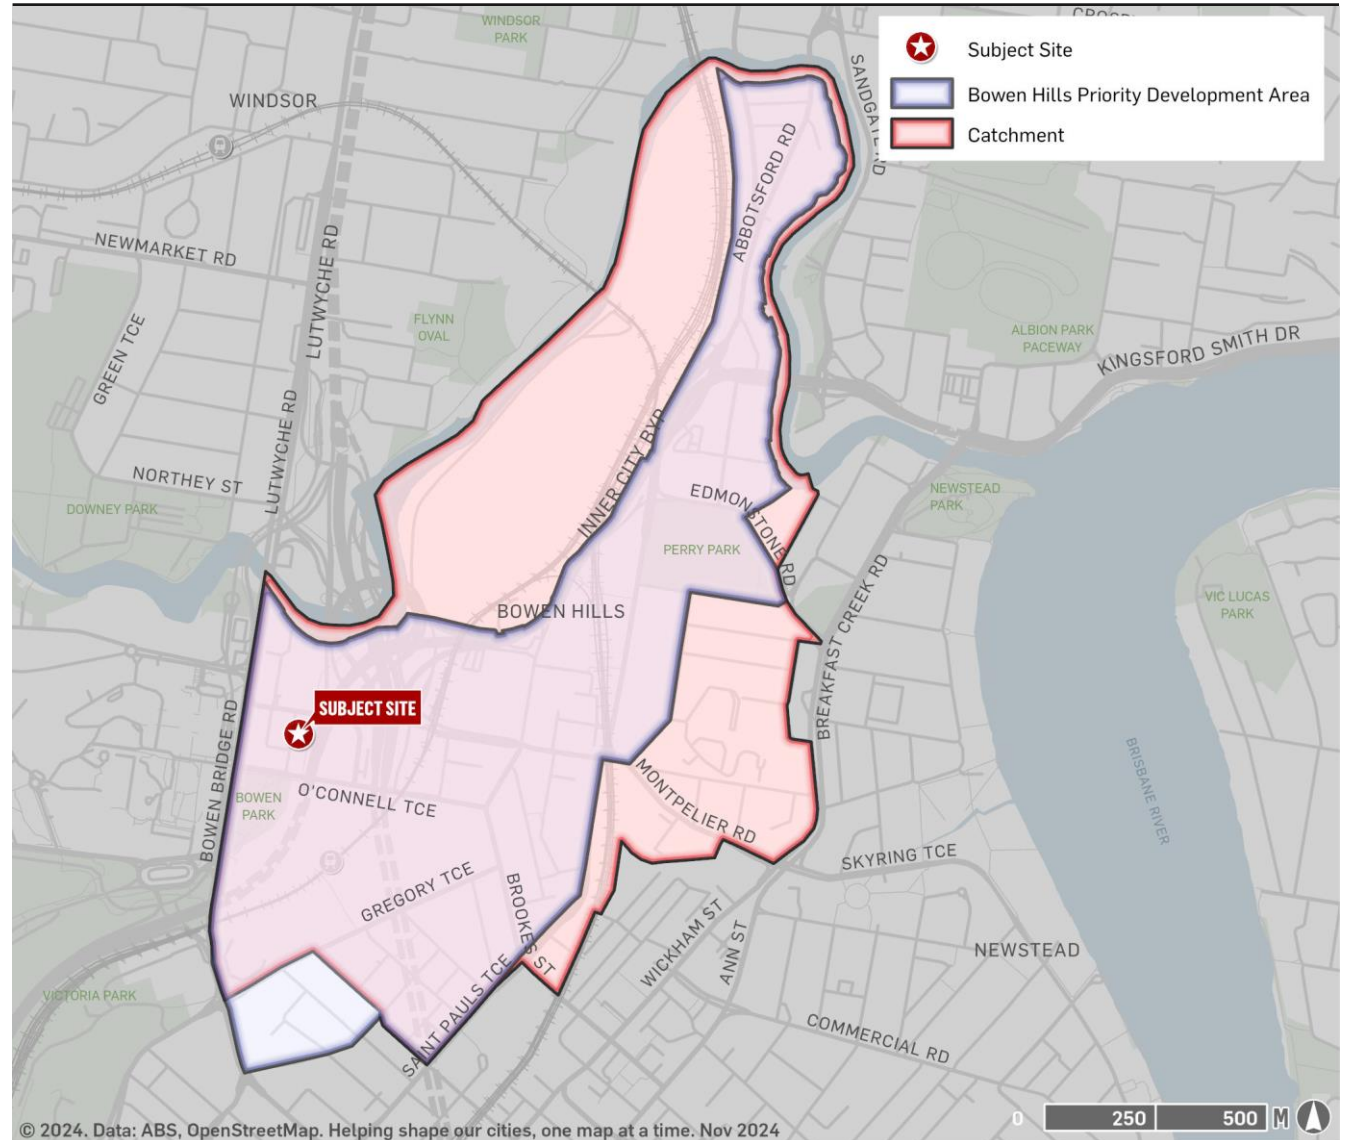 CROSBY
WINDSOR
PARK
Subject Site
Bowen Hills Priority Development Area
Catchment
SANDGATE RD
WINDSOR
ABBOTSFORD RD
NEWMARKET RD
LUTWYCHE RD
GREEN TCE
FLYNN
OVAL
ALBION PARK
PACEWAY
KINGSFORD SMITH DR
LUTWYCHE RD
INNER CITY BYP
NORTHEY ST
DOWNEY PARK
EDMONSTONE RD
NEWSTEAD
PARK
PERRY PARK
BREAKFAST CREEK RD
BOWEN HILLS
VIC LUCAS
PARK
SUBJECT SITE
BOWEN BRIDGE RD
BRISBANE RIVER
O'CONNELL TCE
BOWEN
PARK
MONTPELIER RD
SKYRING TCE
GREGORY TCE
BROOKES ST
WICKHAM ST
ANN ST
NEWSTEAD
VICTORIA PARK
SAINT PAULS TCE
COMMERCIAL RD
0 250 500 M
© 2024. Data: ABS, OpenStreetMap. Helping shape our cities, one map at a time. Nov 2024